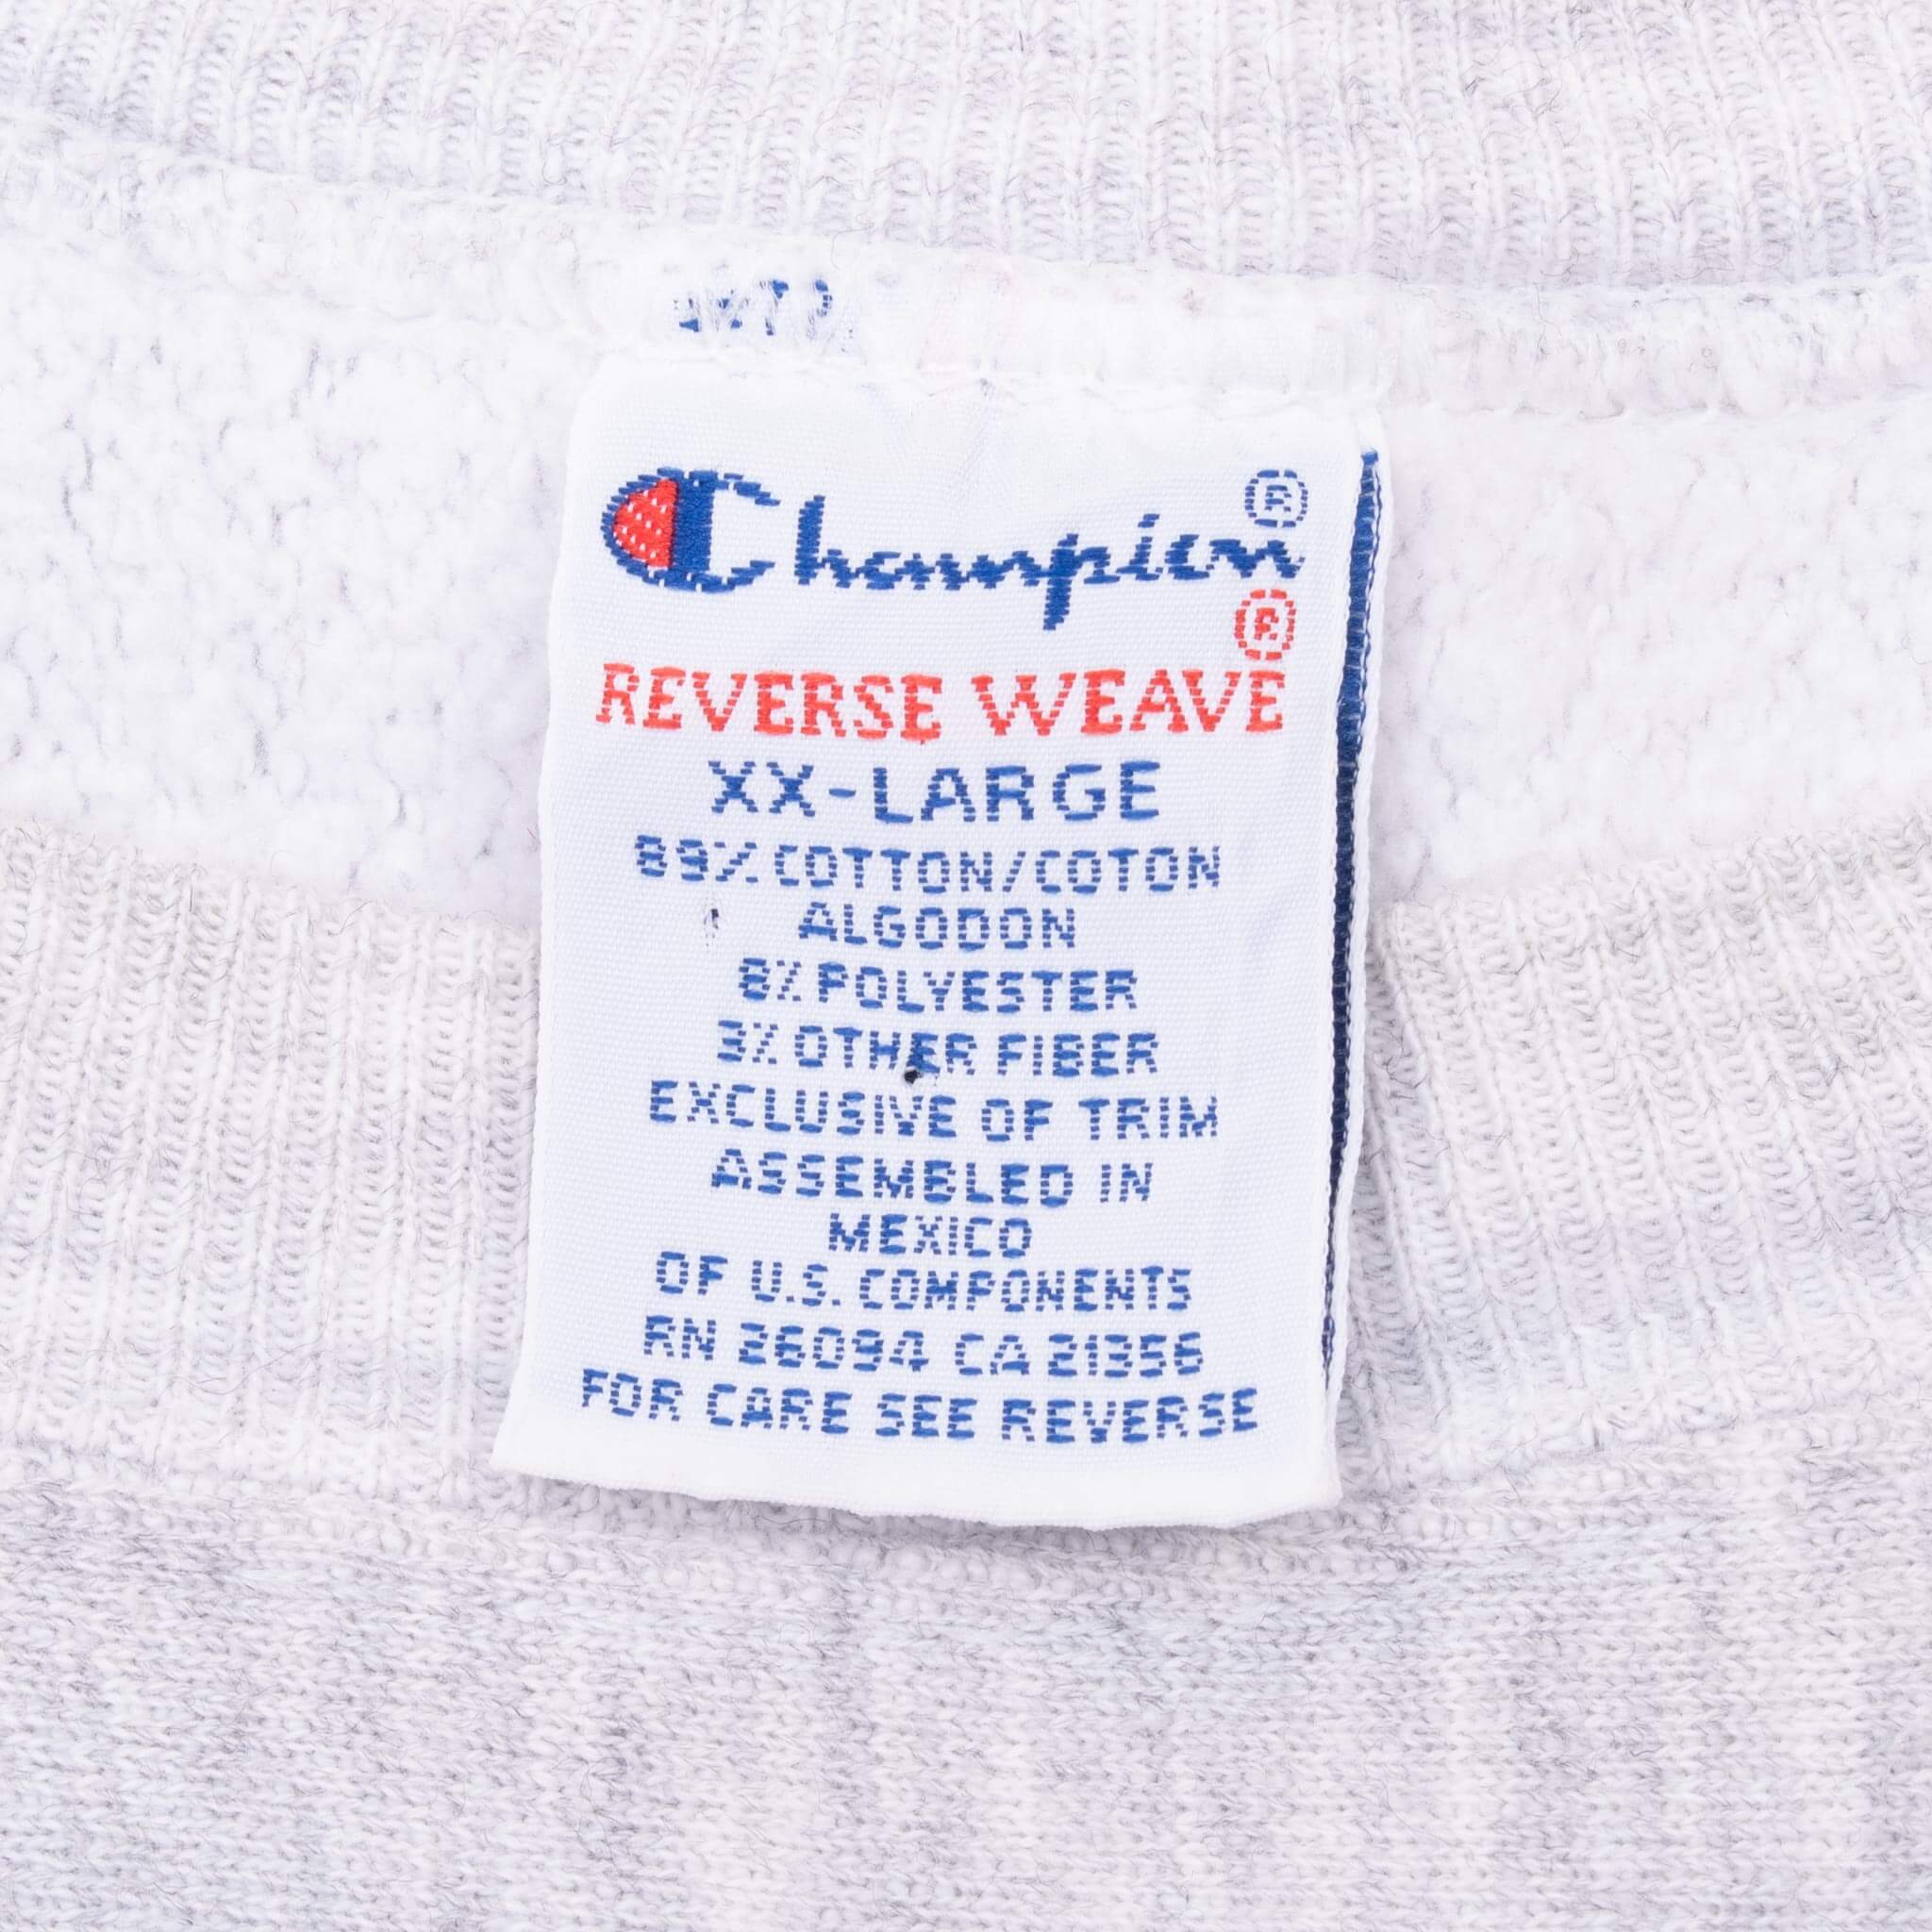 Champion ®
®
REVERSE WEAVE
XX-LARGE
89% COTTON/COTON
ALGODON
8% POLYESTER
3% OTHER FIBER
EXCLUSIVE OF TRIM
ASSEMBLED IN
MEXICO
OF U.S. COMPONENTS
RN 26094 CA 21356
FOR CARE SEE REVERSE